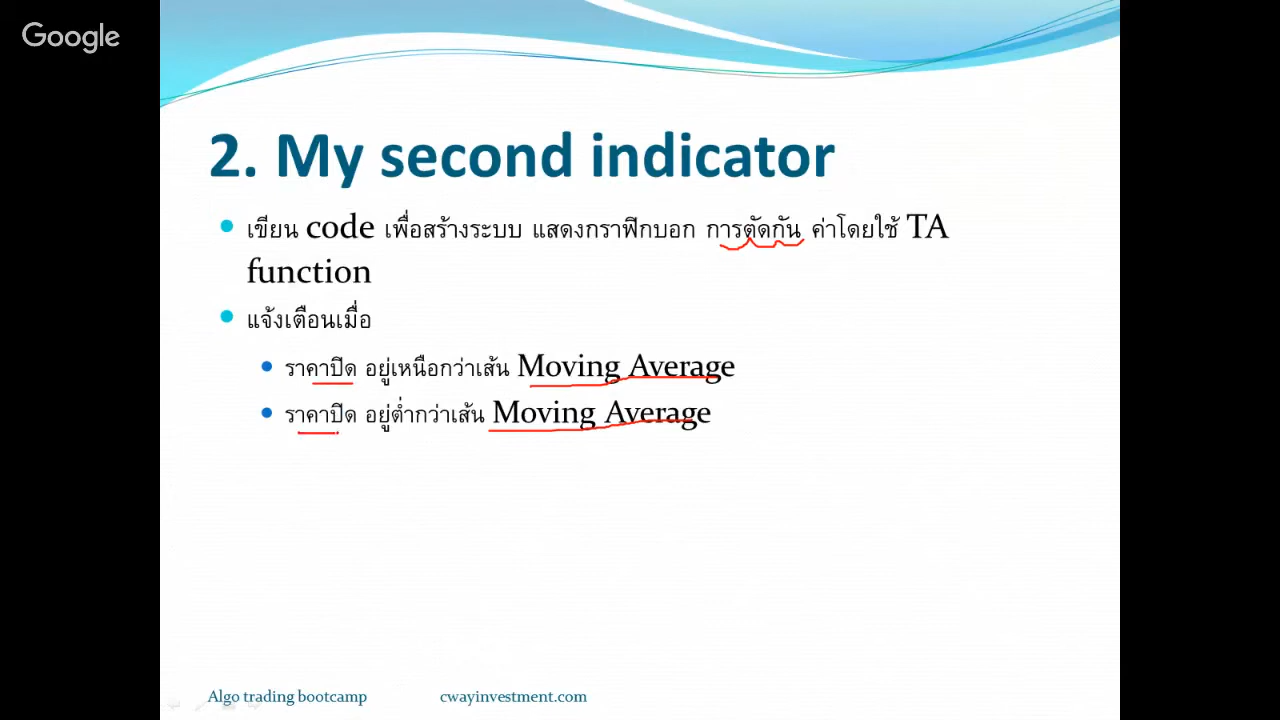 Google
2. My second indicator
เขียน code เพื่อสร้างระบบ แสดงกราฟิกบอก การตัดกัน ค่าโดยใช้ TA
function
แจ้งเตือนเมื่อ
ราคาปิด อยู่เหนือกว่าเส้น Moving Average
ราคาปิด อยู่ต่ำกว่าเส้น Moving Average
Algo trading bootcamp cwayinvestment.com